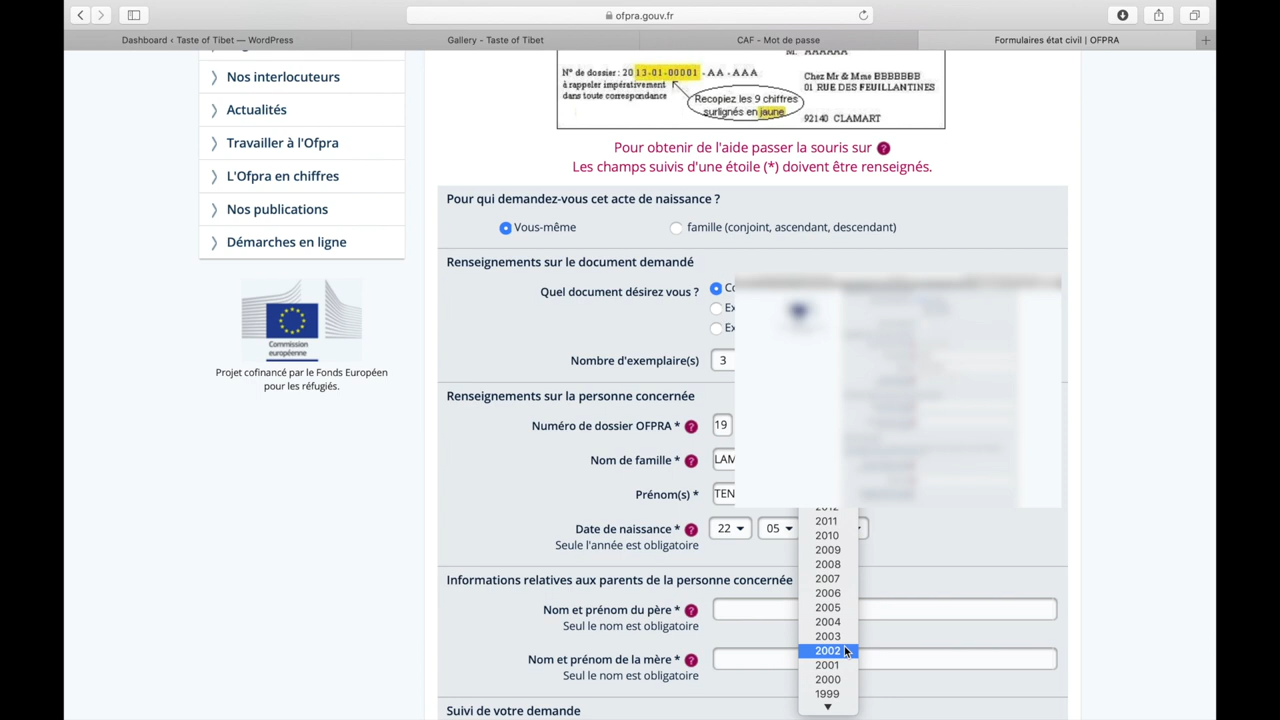 ofpra.gouv.fr
Dashboard ‹ Taste of Tibet — WordPress
Gallery - Taste of Tibet
CAF - Mot de passe
Formulaires état civil | OFPRA
Nos interlocuteurs
Actualités
Travailler à l'Ofpra
L'Ofpra en chiffres
Nos publications
Démarches en ligne
Commission
européenne
Projet cofinancé par le Fonds Européen
pour les réfugiés.
M. AAAAAA
N° de dossier : 20 13-01-00001 - AA - AAA
à rappeler impérativement
dans toute correspondance
Recopiez les 9 chiffres
surlignés en jaune
Chez Mr & Mme BBBBBBB
01 RUE DES FEUILLANTINES
92140 CLAMART
Pour obtenir de l'aide passer la souris sur ?
Les champs suivis d'une étoile (*) doivent être renseignés.
Pour qui demandez-vous cet acte de naissance ?
Vous-même
famille (conjoint, ascendant, descendant)
Renseignements sur le document demandé
Quel document désirez vous ?
Co
Ex
Ex
Nombre d'exemplaire(s) 3
Renseignements sur la personne concernée
Numéro de dossier OFPRA * ? 19
Nom de famille * ? LAM
Prénom(s) * TEN
Date de naissance * ? 22 05
Seule l'année est obligatoire
2012
2011
2010
2009
2008
2007
2006
2005
2004
2003
2002
2001
2000
1999
Informations relatives aux parents de la personne concernée
Nom et prénom du père * ?
Seul le nom est obligatoire
Nom et prénom de la mère * ?
Seul le nom est obligatoire
Suivi de votre demande